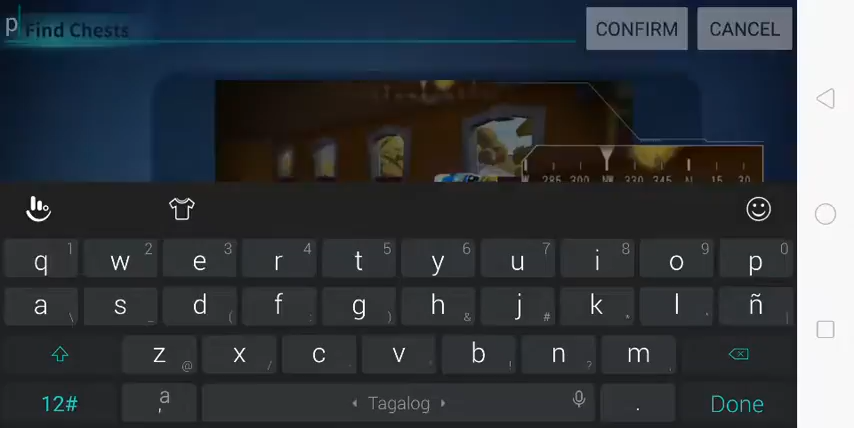 p
Find Chests
CONFIRM
CANCEL
W 285 300 NW 330 345 N 15 30
q 1 w 2 e 3 r 4 t 5 y 6 u 7 i 8 o 9 p 0
a \ s _ d ( f : g ) h & j # k * l ' ñ |
z @ x / c v b ! n ? m ,
12# a , Tagalog . Done